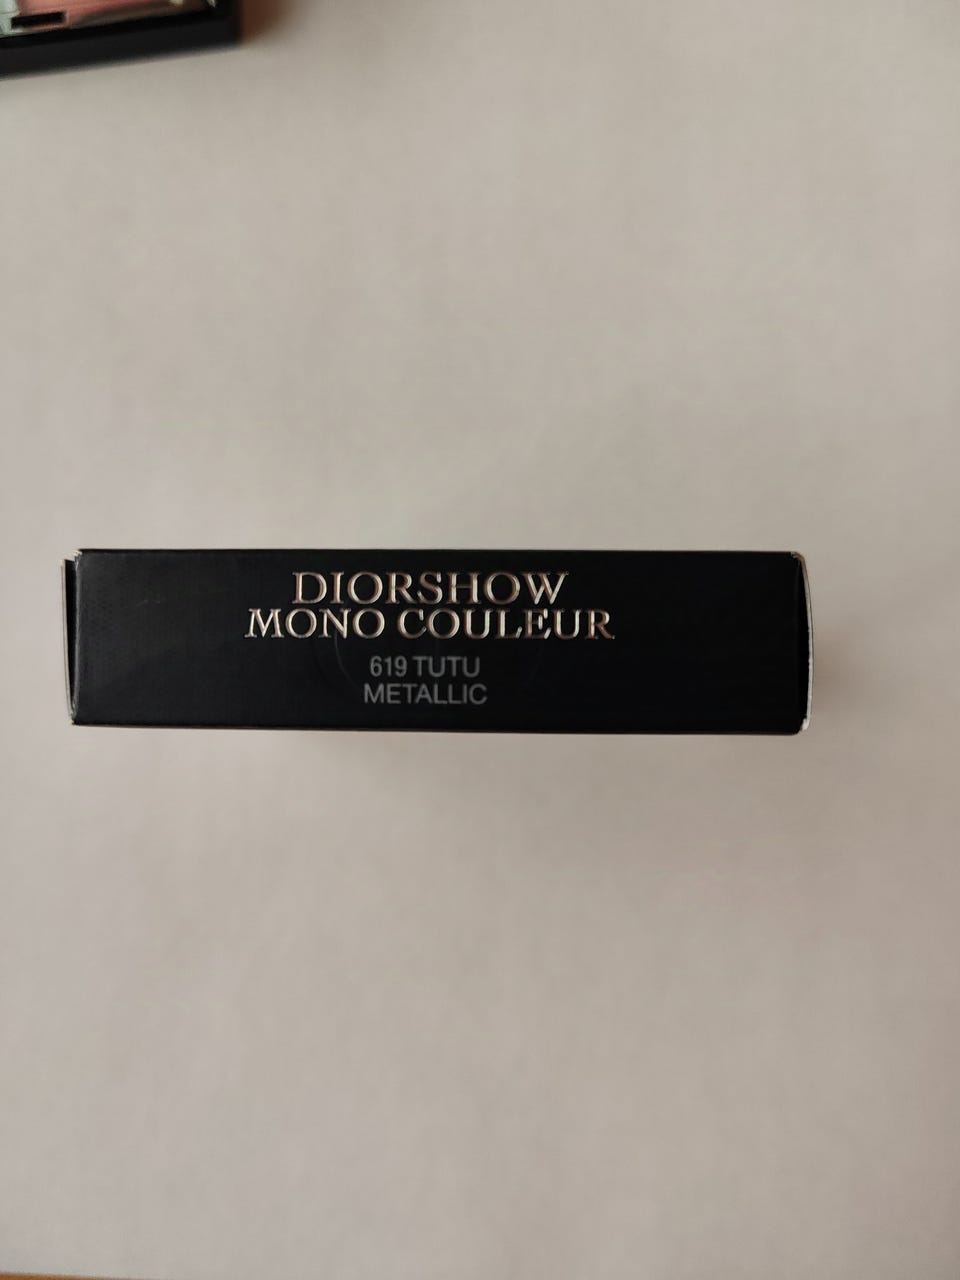 DIORSHOW
MONO COULEUR
619 TUTU
METALLIC